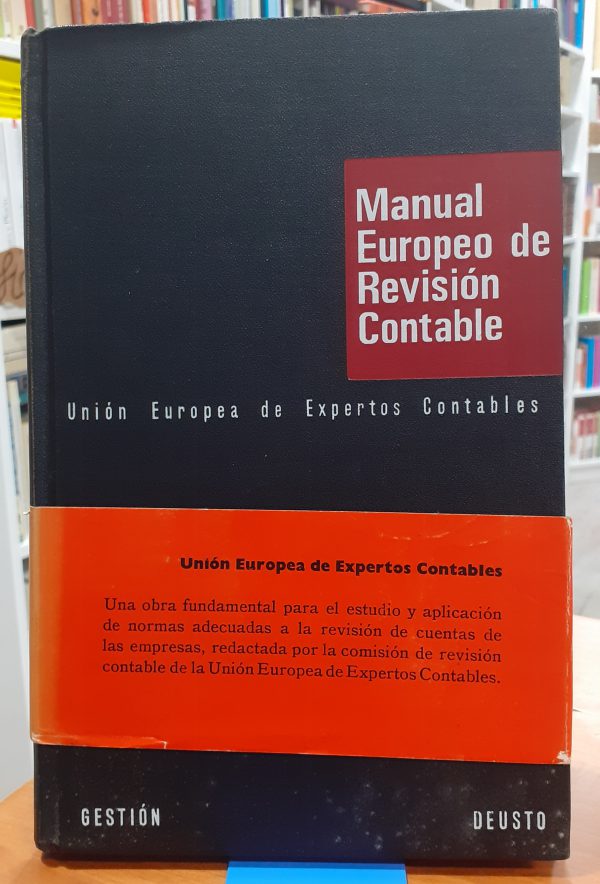 Manual
Europeo de
Revisión
Contable
Unión Europea de Expertos Contables
Unión Europea de Expertos Contables
Una obra fundamental para el estudio y aplicación
de normas adecuadas a la revisión de cuentas de
las empresas, redactada por la comisión de revisión
contable de la Unión Europea de Expertos Contables.
GESTIÓN DEUSTO